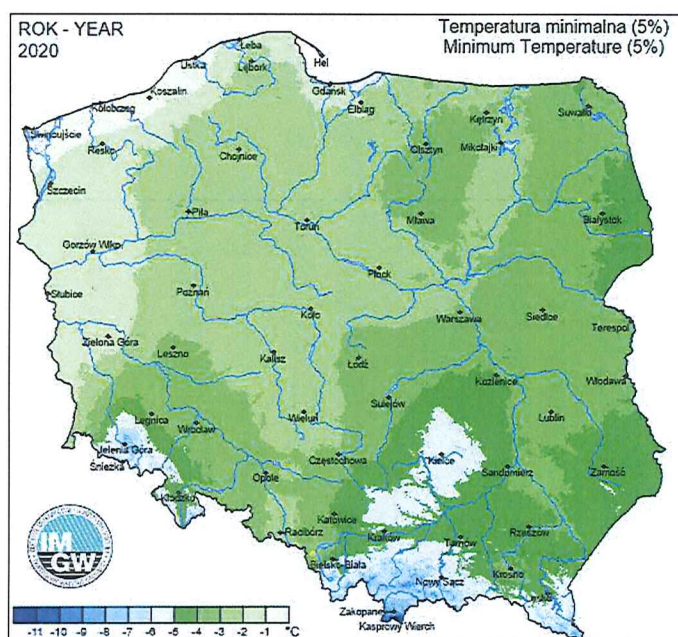 ROK - YEAR
2020
Temperatura minimalna (5%)
Minimum Temperature (5%)
Łeba
Ustka
Lębork
Hel
Koszalin
Gdańsk
Kołobrzeg
Elbląg
Kętrzyn
Suwałki
Świnoujście
Resko
Chojnice
Olsztyn
Mikołajki
Szczecin
Piła
Toruń
Mława
Białystok
Gorzów Wlkp.
Płock
Słubice
Poznań
Koło
Warszawa
Siedlce
Terespol
Zielona Góra
Leszno
Kalisz
Łódź
Kozienice
Włodawa
Sulejów
Legnica
Wrocław
Wieluń
Lublin
Jelenia Góra
Śnieżka
Częstochowa
Kielce
Sandomierz
Zamość
Kłodzko
Opole
Katowice
Racibórz
Kraków
Tarnów
Rzeszów
Bielsko-Biała
Nowy Sącz
Krosno
Lesko
Zakopane
Kasprowy Wierch
IM
GW
-11 -10 -9 -8 -7 -6 -5 -4 -3 -2 -1 °C